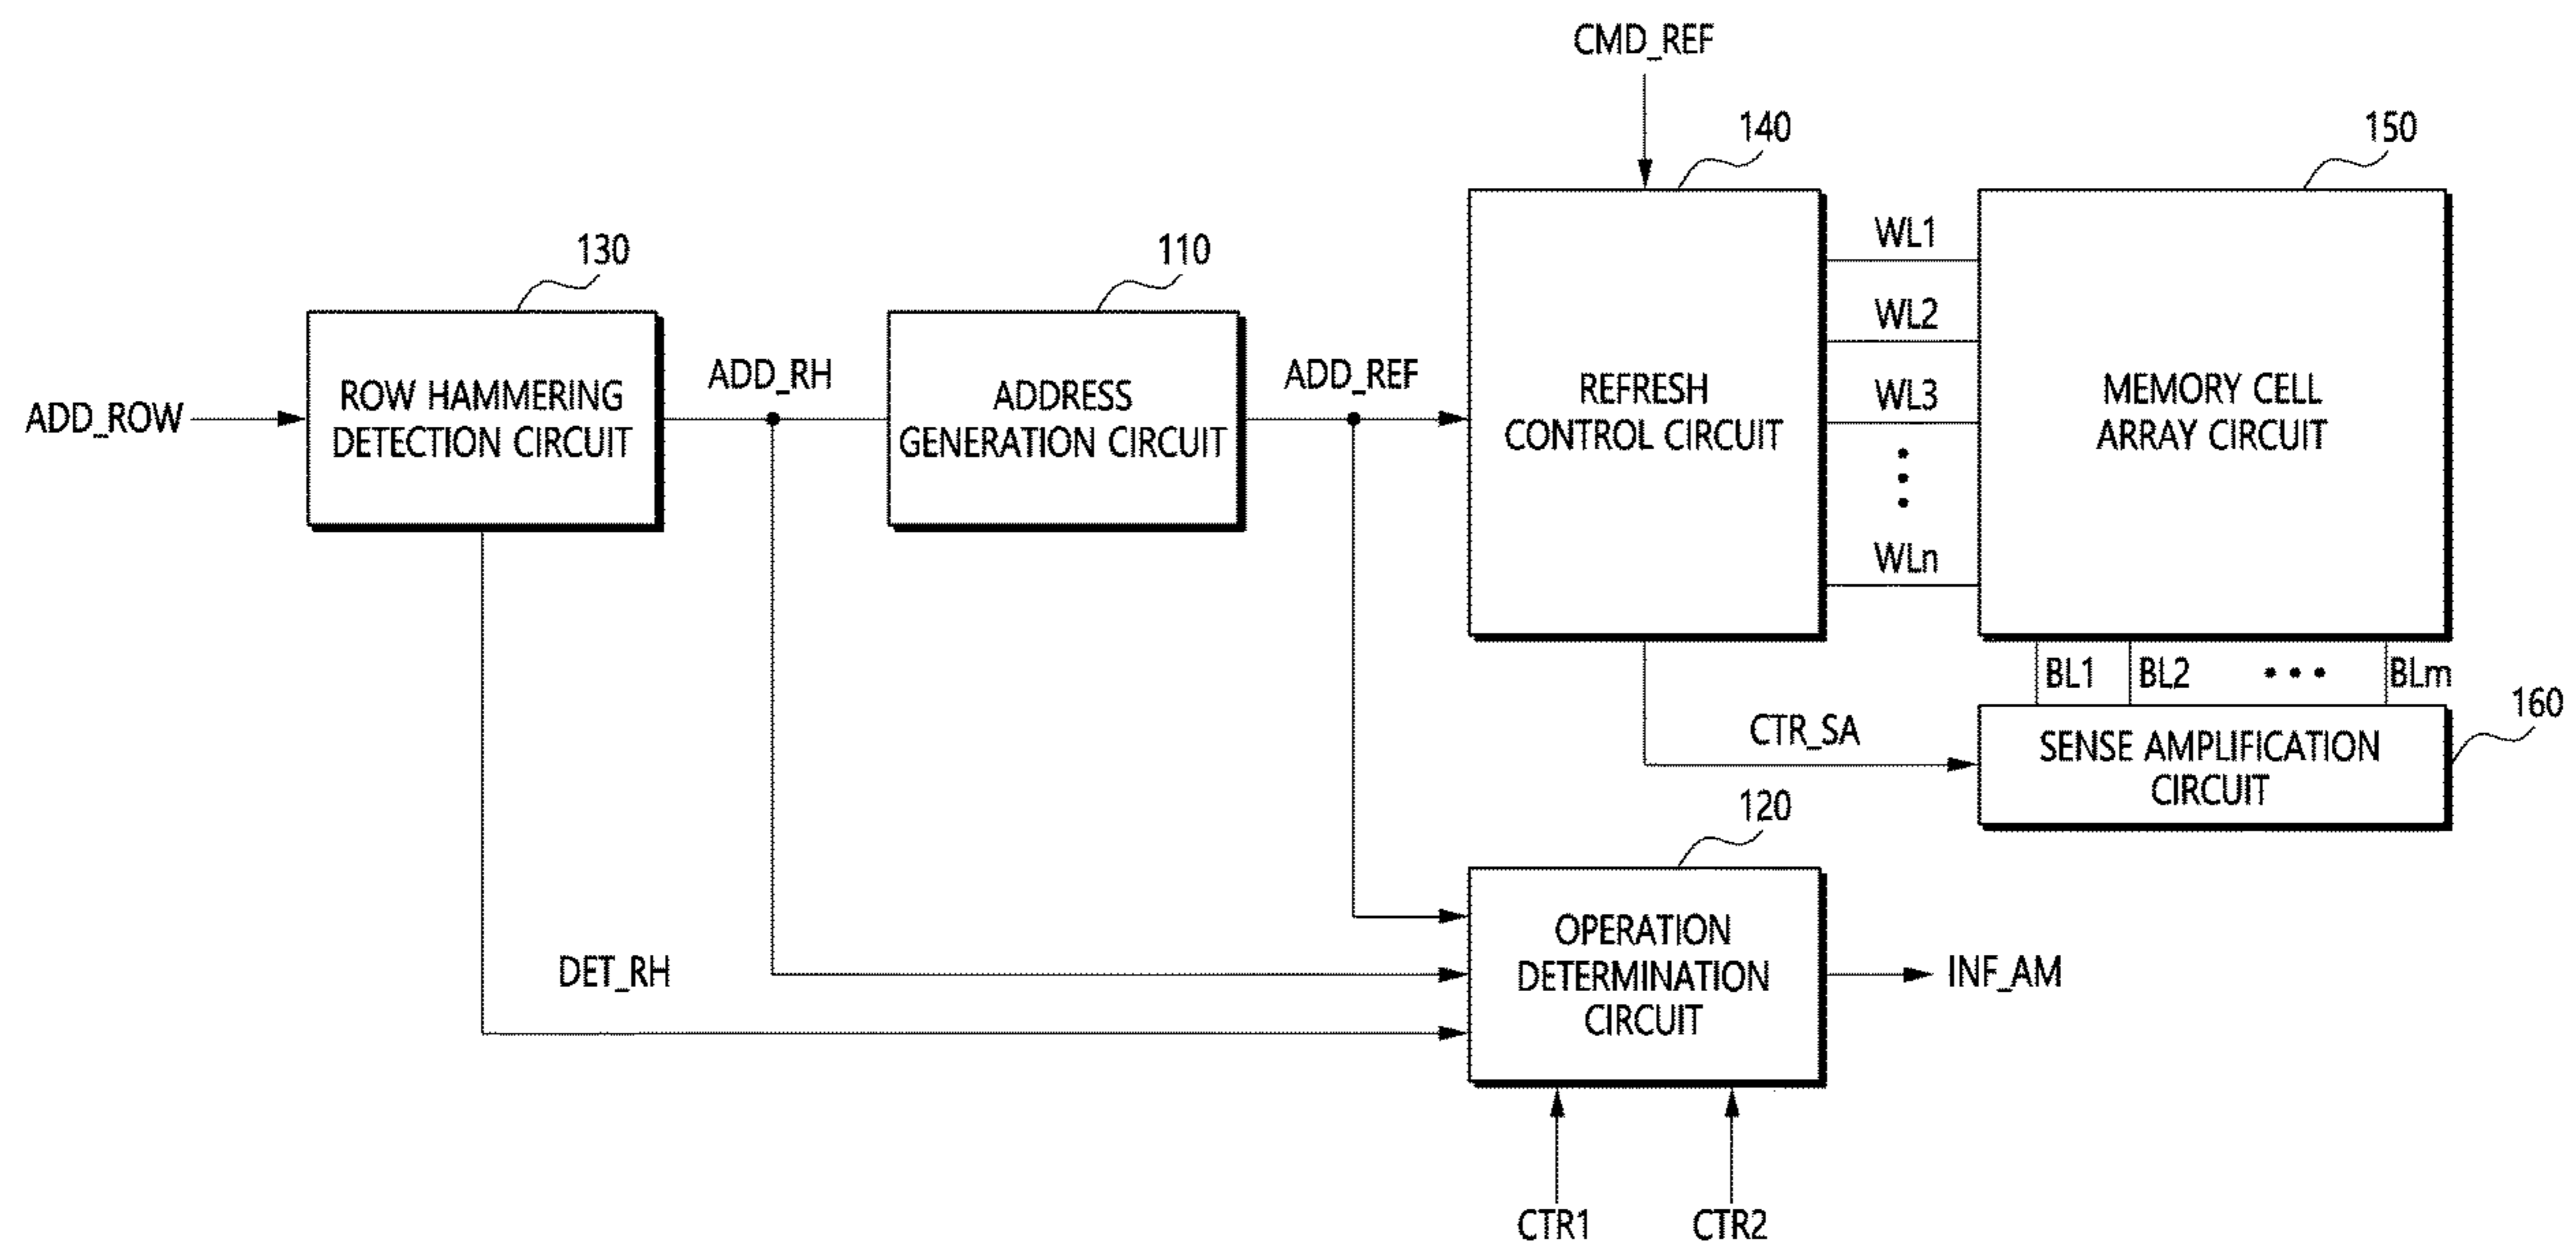 CMD_REF
140
150
130
110
WL1
WL2
WL3
WLn
ADD_ROW
ROW HAMMERING
DETECTION CIRCUIT
ADD_RH
ADDRESS
GENERATION CIRCUIT
ADD_REF
REFRESH
CONTROL CIRCUIT
MEMORY CELL
ARRAY CIRCUIT
BL1
BL2
BLm
160
CTR_SA
SENSE AMPLIFICATION
CIRCUIT
120
DET_RH
OPERATION
DETERMINATION
CIRCUIT
INF_AM
CTR1
CTR2